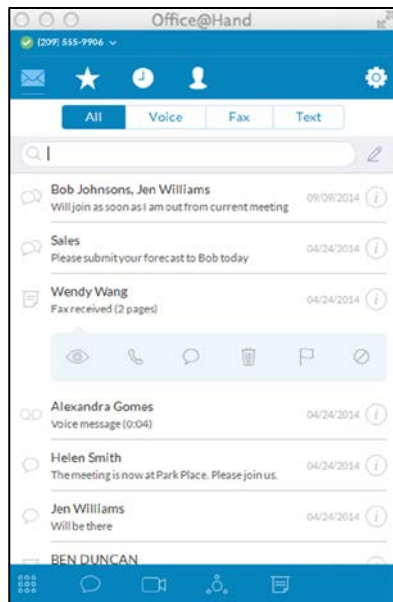 Office@Hand
(209) 555-9906
All Voice Fax Text
Bob Johnsons, Jen Williams
09/09/2014
Will join as soon as I am out from current meeting
Sales
04/24/2014
Please submit your forecast to Bob today
Wendy Wang
04/24/2014
Fax received (2 pages)
Alexandra Gomes
04/24/2014
Voice message (0:04)
Helen Smith
04/24/2014
The meeting is now at Park Place. Please join us.
Jen Williams
04/24/2014
Will be there
BEN DUNCAN